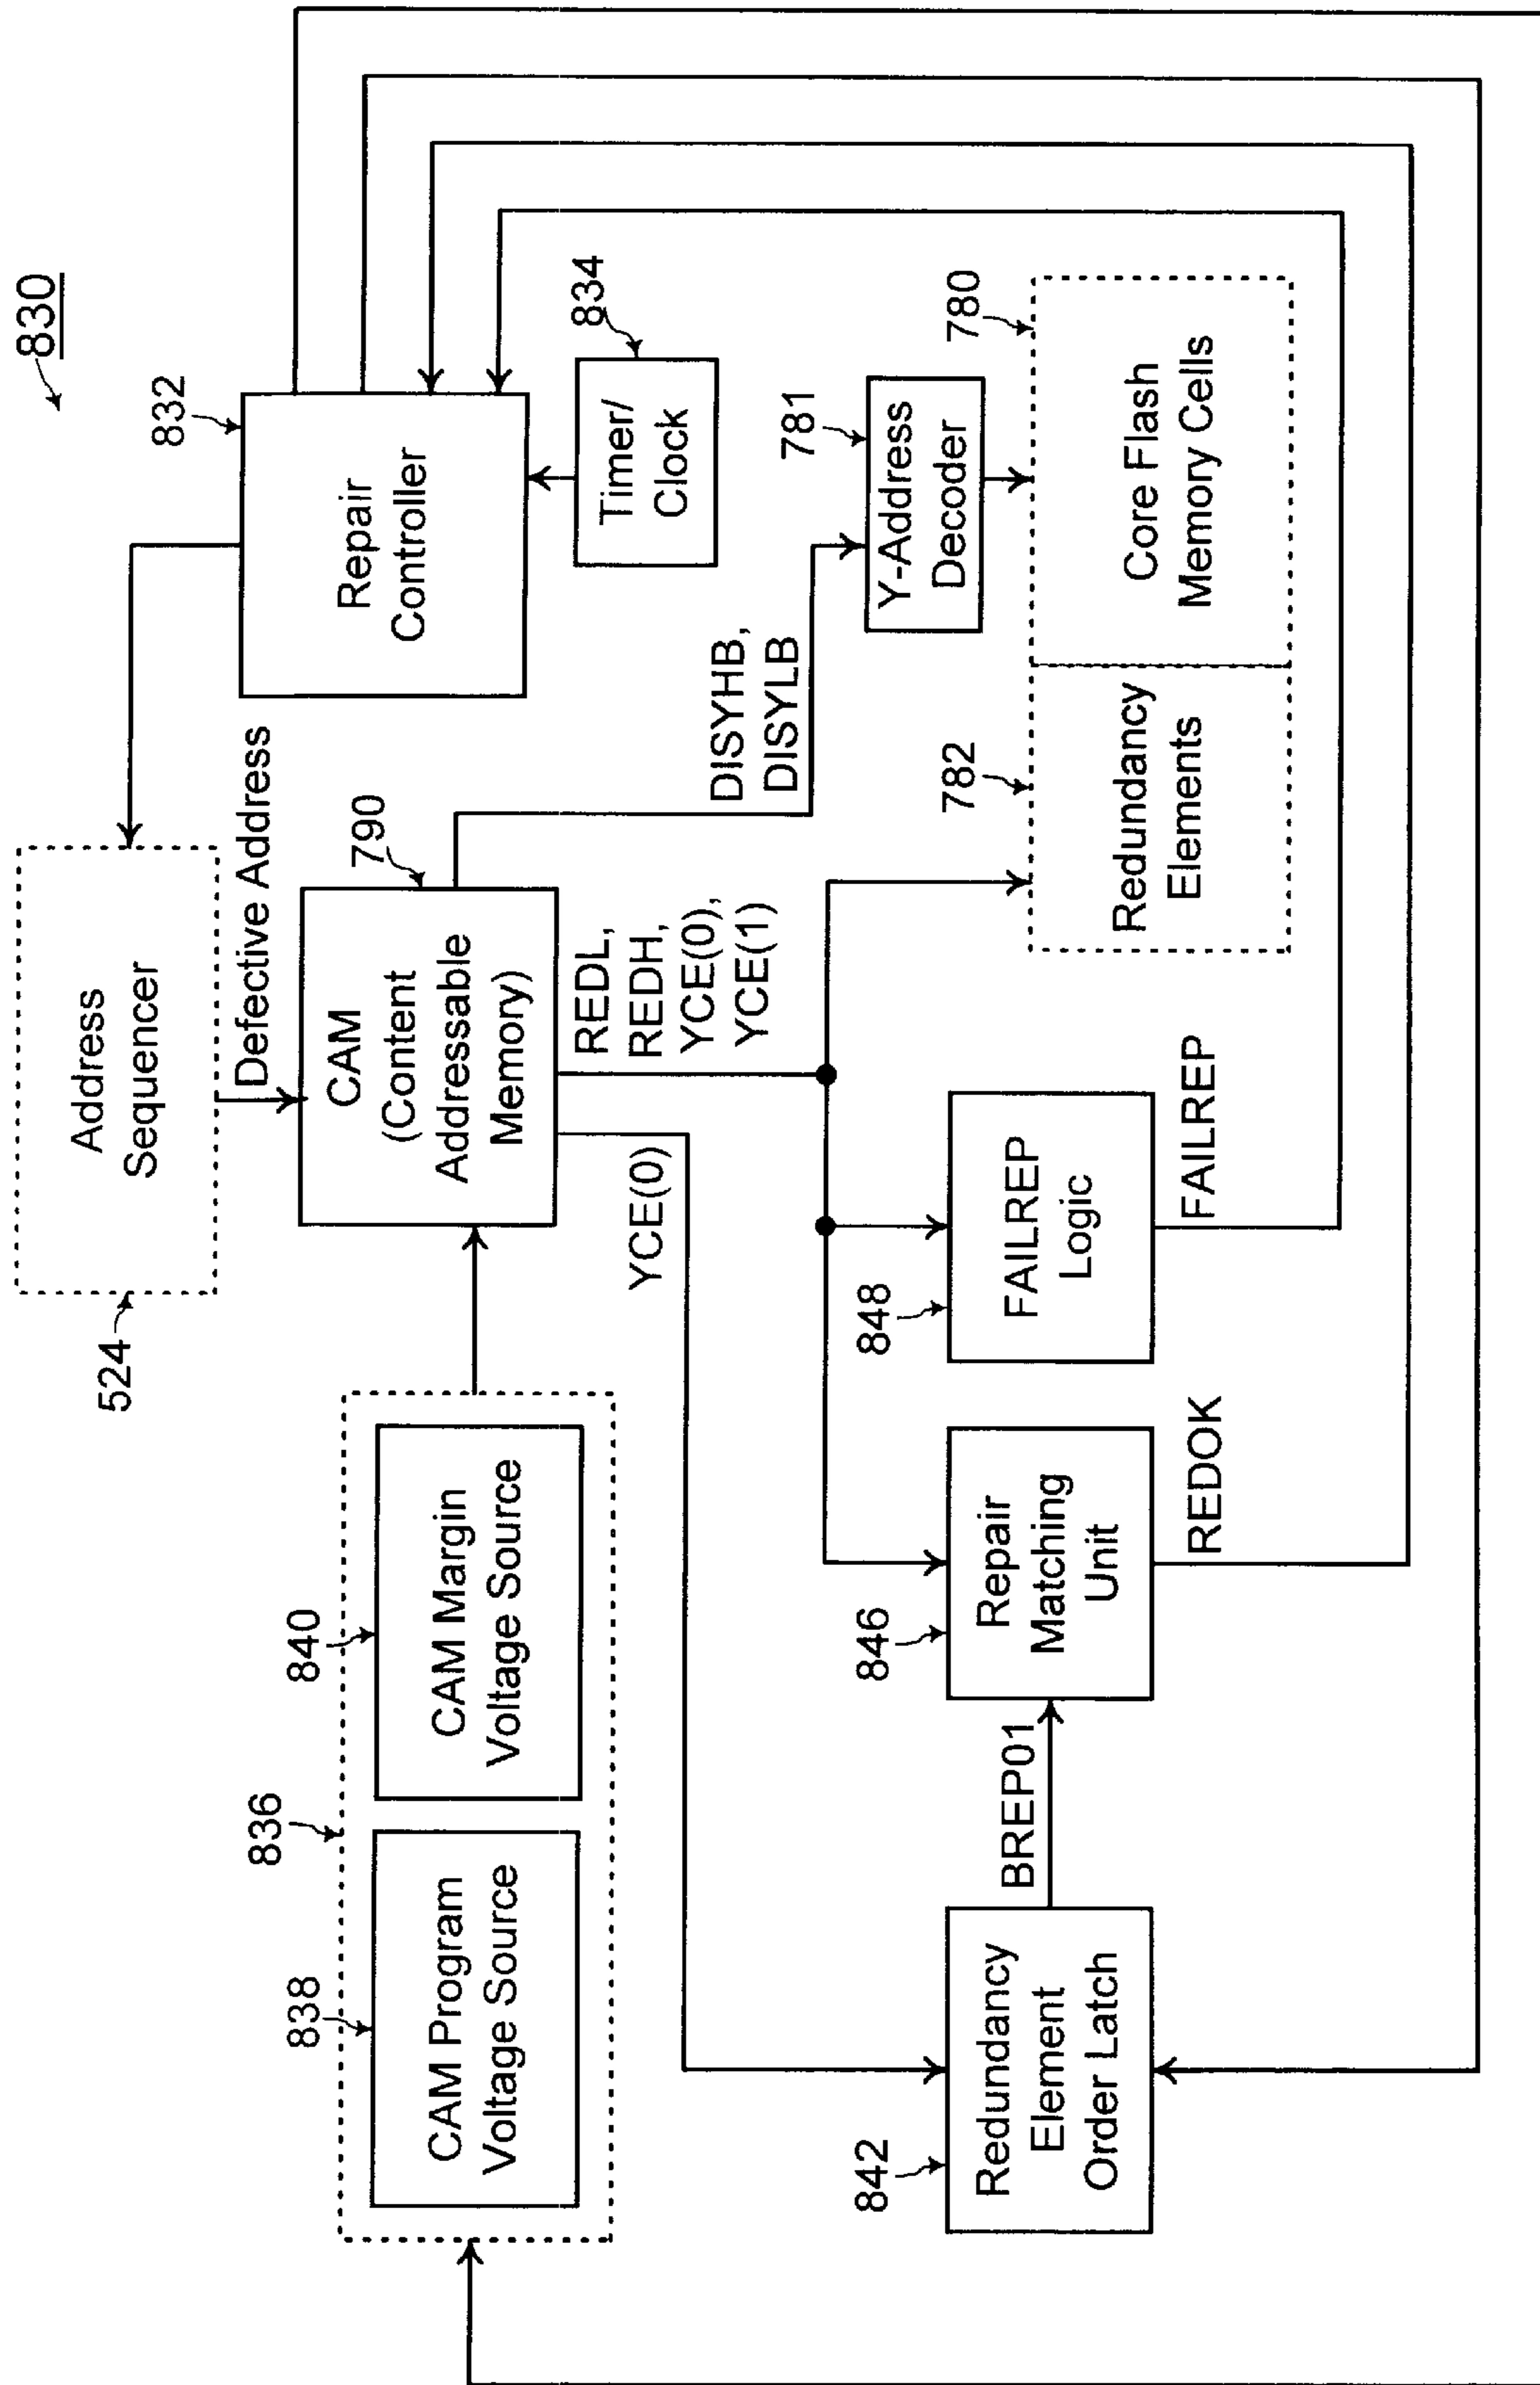 830
524
Address
Sequencer
Defective Address
832
Repair
Controller
834
Timer/
Clock
836
838
CAM Program
Voltage Source
840
CAM Margin
Voltage Source
790
CAM
(Content
Addressable
Memory)
YCE(0)
REDL,
REDH,
YCE(0),
YCE(1)
DISYHB,
DISYLB
781
Y-Address
Decoder
842
Redundancy
Element
Order Latch
BREP01
846
Repair
Matching
Unit
REDOK
848
FAILREP
Logic
FAILREP
782
Redundancy
Elements
780
Core Flash
Memory Cells